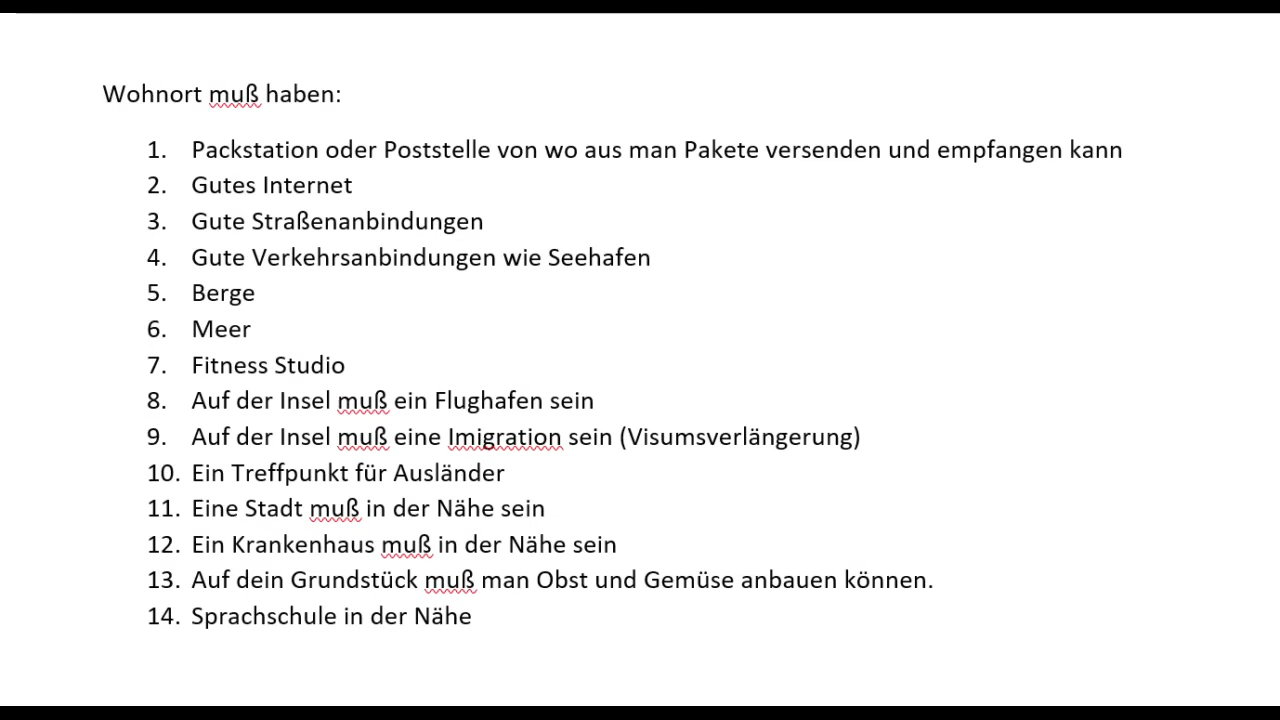 Wohnort muß haben:
1. Packstation oder Poststelle von wo aus man Pakete versenden und empfangen kann
2. Gutes Internet
3. Gute Straßenanbindungen
4. Gute Verkehrsanbindungen wie Seehafen
5. Berge
6. Meer
7. Fitness Studio
8. Auf der Insel muß ein Flughafen sein
9. Auf der Insel muß eine Imigration sein (Visumsverlängerung)
10. Ein Treffpunkt für Ausländer
11. Eine Stadt muß in der Nähe sein
12. Ein Krankenhaus muß in der Nähe sein
13. Auf dein Grundstück muß man Obst und Gemüse anbauen können.
14. Sprachschule in der Nähe